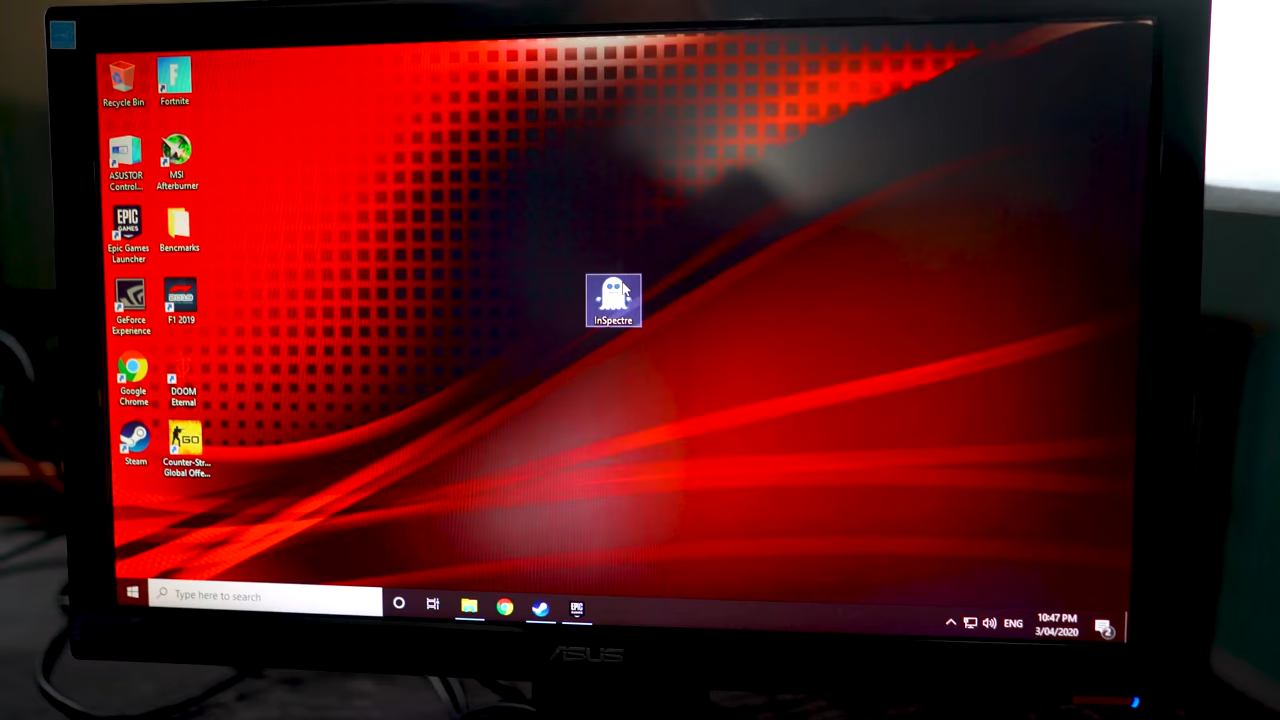 Recycle Bin
Fortnite
ASUSTOR
Control...
MSI
Afterburner
EPIC
GAMES
Epic Games
Launcher
Bencmarks
GeForce
Experience
F1 2019
Google
Chrome
DOOM
Eternal
Steam
GO
Counter-Str...
Global Offe...
InSpectre
Type here to search
EPIC
ENG
10:47 PM
3/04/2020
2
ASUS